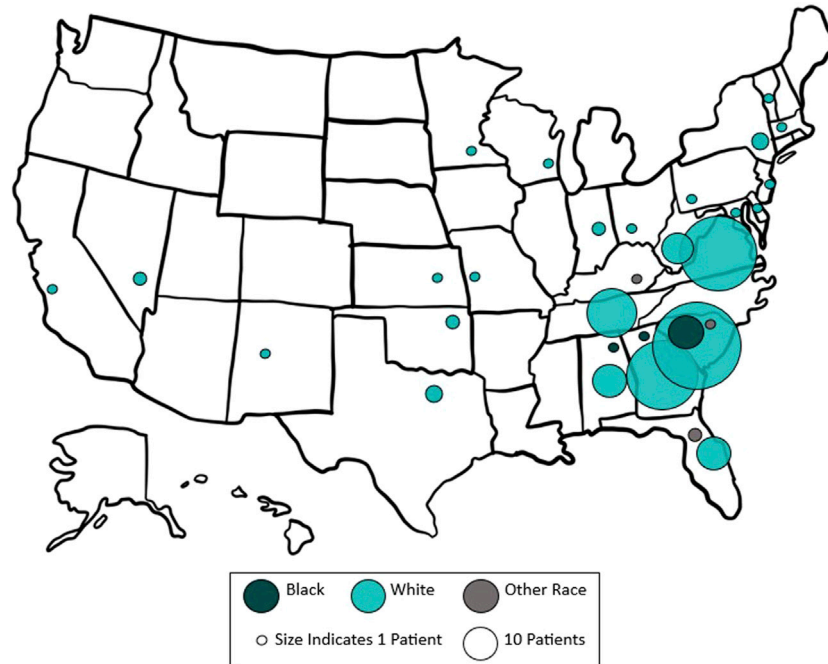 Black White Other Race
Size Indicates 1 Patient 10 Patients